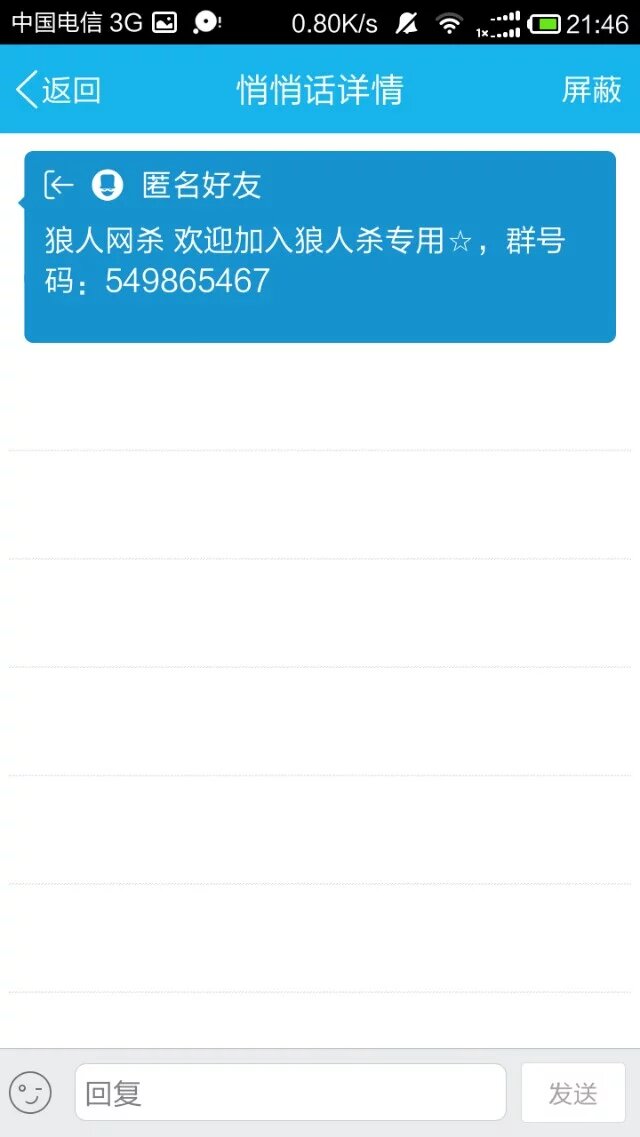 中国电信 3G 0.80K/s 1x 21:46
返回 悄悄话详情 屏蔽
匿名好友
狼人网杀 欢迎加入狼人杀专用☆，群号
码：549865467
回复 发送